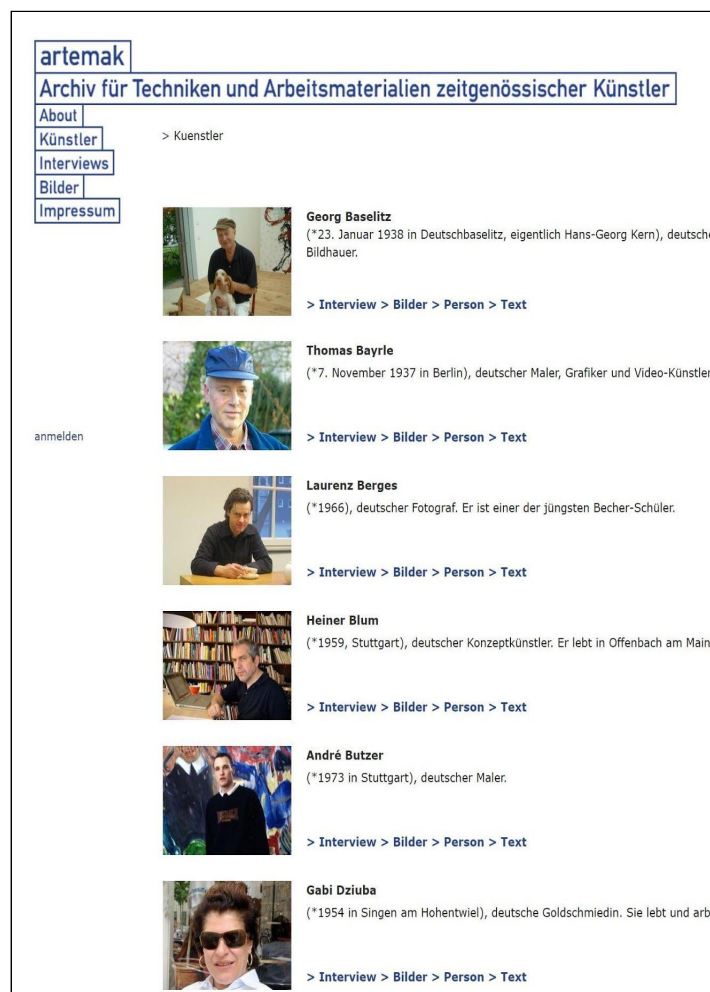 artemak
Archiv für Techniken und Arbeitsmaterialien zeitgenössischer Künstler
About
Künstler
Interviews
Bilder
Impressum
> Kuenstler
Georg Baselitz
(*23. Januar 1938 in Deutschbaselitz, eigentlich Hans-Georg Kern), deutsche
Bildhauer.
> Interview > Bilder > Person > Text
Thomas Bayrle
(*7. November 1937 in Berlin), deutscher Maler, Grafiker und Video-Künstler
> Interview > Bilder > Person > Text
anmelden
Laurenz Berges
(*1966), deutscher Fotograf. Er ist einer der jüngsten Becher-Schüler.
> Interview > Bilder > Person > Text
Heiner Blum
(*1959, Stuttgart), deutscher Konzeptkünstler. Er lebt in Offenbach am Main
> Interview > Bilder > Person > Text
André Butzer
(*1973 in Stuttgart), deutscher Maler.
> Interview > Bilder > Person > Text
Gabi Dziuba
(*1954 in Singen am Hohentwiel), deutsche Goldschmiedin. Sie lebt und arb
> Interview > Bilder > Person > Text